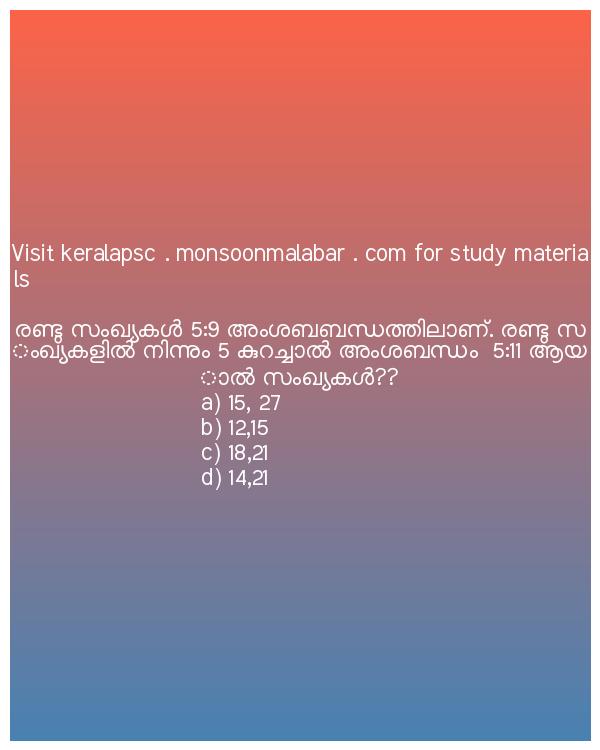 Visit keralapsc . monsoonmalabar . com for study materia
ls
രണ്ടു സംഖ്യകൾ 5:9 അംശബബന്ധത്തിലാണ്. രണ്ടു സ
ംഖ്യകളിൽ നിന്നും 5 കുറച്ചാൽ അംശബന്ധം  5:11 ആയ
ാൽ സംഖ്യകൾ??
a) 15, 27
b) 12,15
c) 18,21
d) 14,21